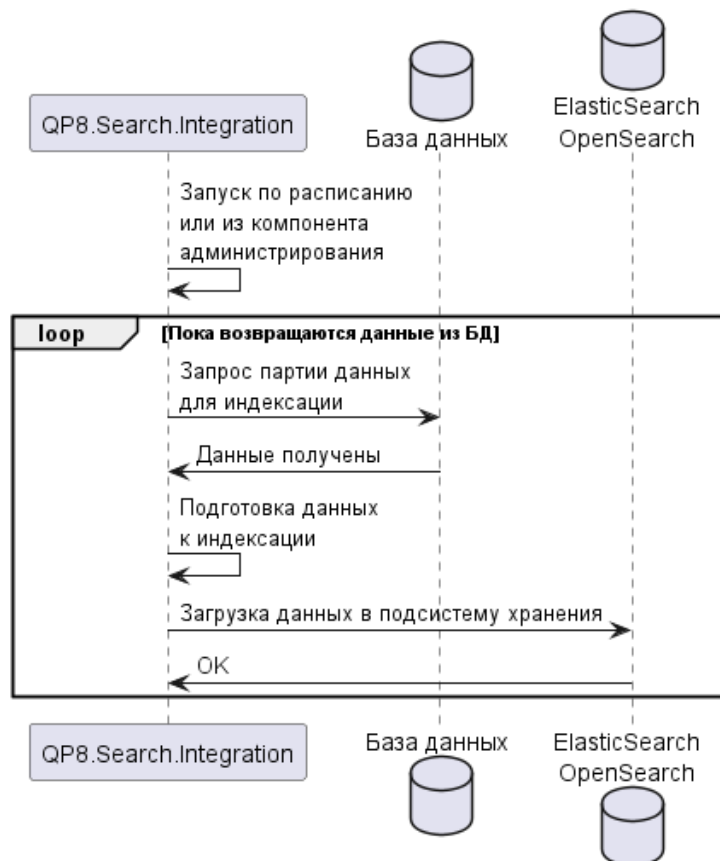 ElasticSearch
QP8.Search.Integration
База данных
OpenSearch
Запуск по расписанию
или из компонента
администрирования
loop
[Пока возвращаются данные из БД]
Запрос партии данных
для индексации
Данные получены
Подготовка данных
к индексации
Загрузка данных в подсистему хранения
OK
QP8.Search.Integration
База данных
ElasticSearch
OpenSearch